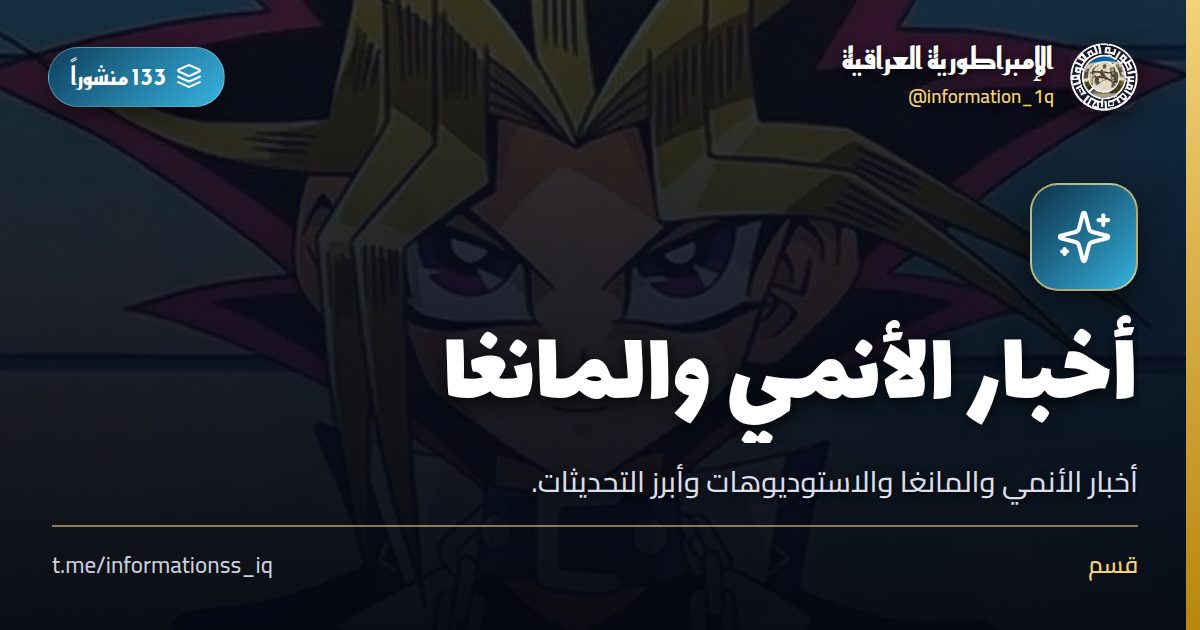 الإمبراطورية العراقية
@information_1q
133 منشوراً
أخبار الأنمي والمانغا
أخبار الأنمي والمانغا والاستوديوهات وأبرز التحديثات.
قسم
t.me/informationss_iq